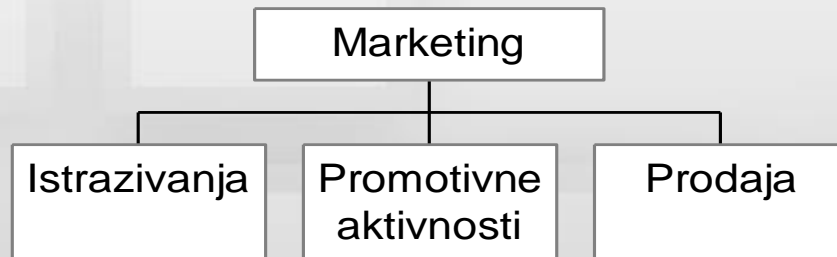 Marketing
Istrazivanja
Promotivne
aktivnosti
Prodaja